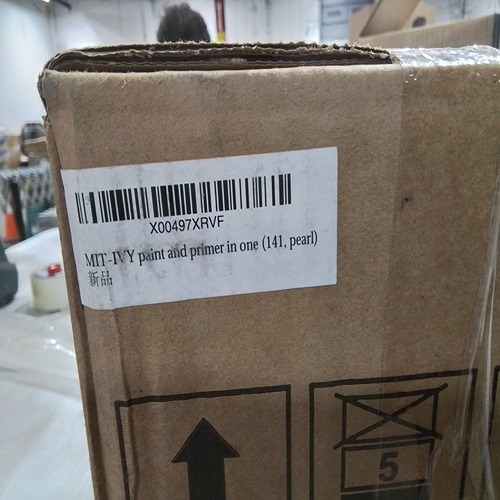 X00497XRVF
MIT-IVY paint and primer in one (141, pearl)
新品
5